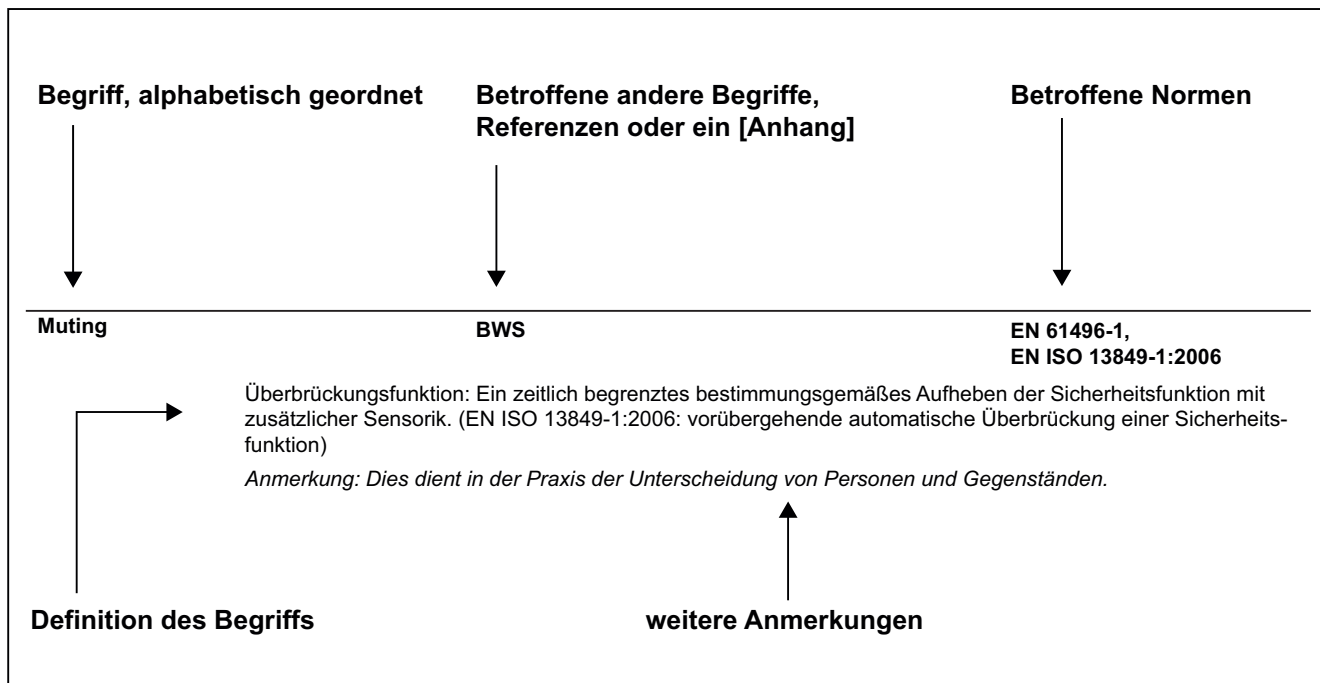 Begriff, alphabetisch geordnet
Betroffene andere Begriffe,
Referenzen oder ein [Anhang]
Betroffene Normen
Muting
BWS
EN 61496-1,
EN ISO 13849-1:2006
Überbrückungsfunktion: Ein zeitlich begrenztes bestimmungsgemäßes Aufheben der Sicherheitsfunktion mit
zusätzlicher Sensorik. (EN ISO 13849-1:2006: vorübergehende automatische Überbrückung einer Sicherheits-
funktion)
Anmerkung: Dies dient in der Praxis der Unterscheidung von Personen und Gegenständen.
Definition des Begriffs
weitere Anmerkungen